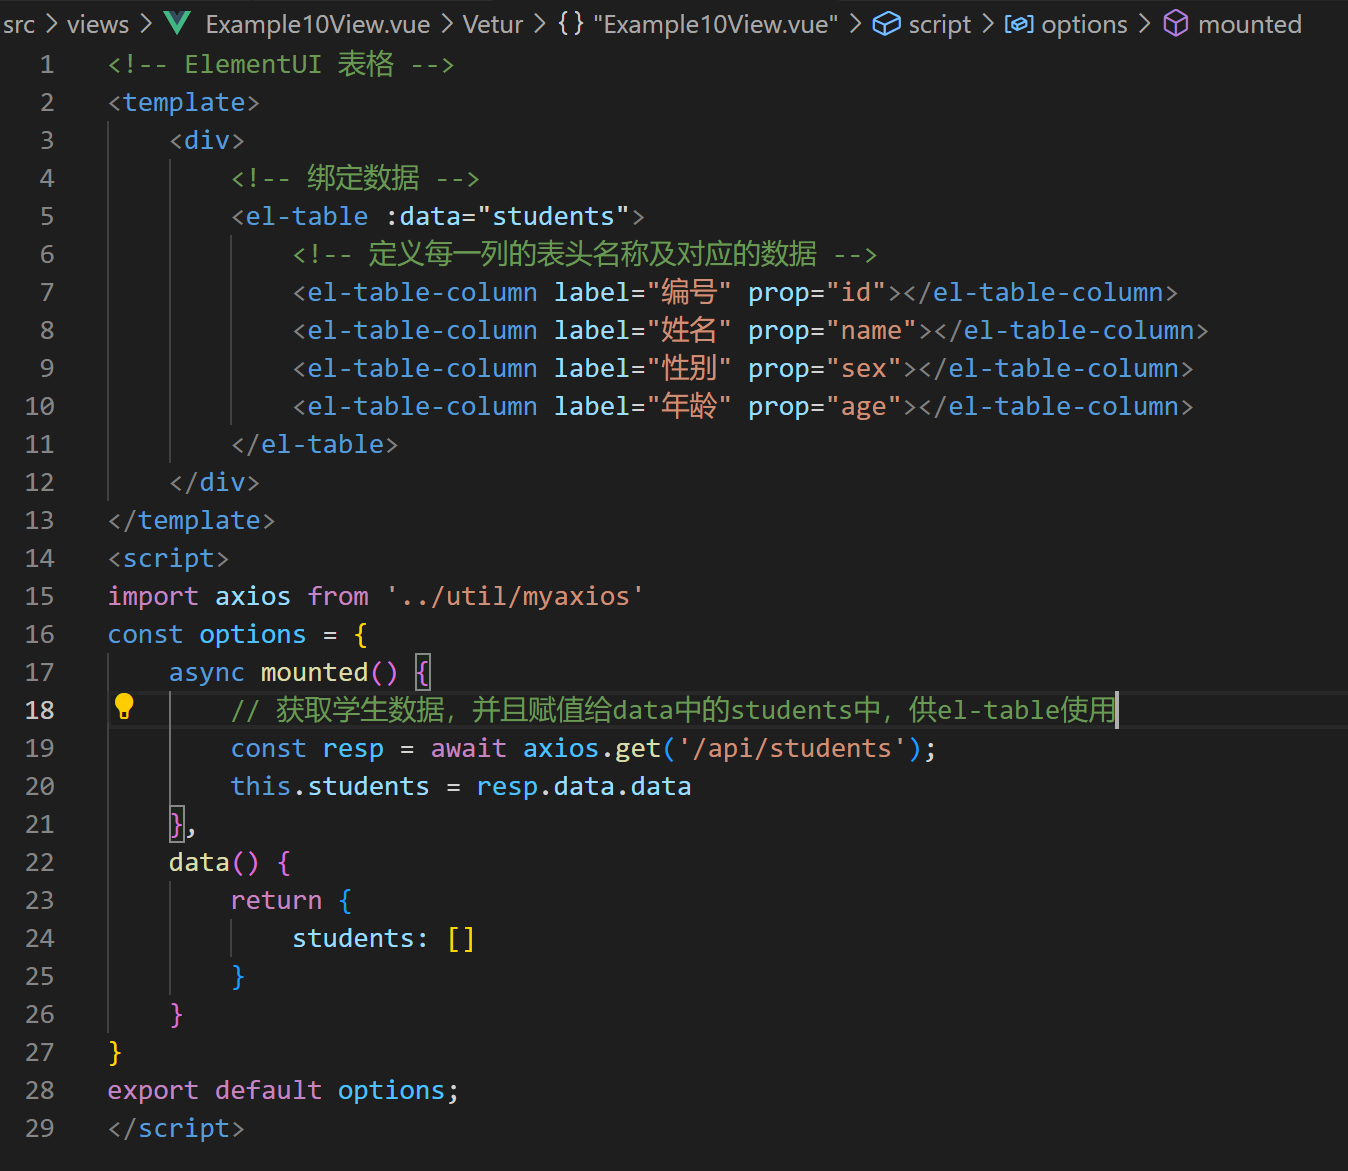 src > views > Example10View.vue > Vetur > {} "Example10View.vue" > script > options > mounted
1 <!-- ElementUI 表格 -->
2 <template>
3 <div>
4 <!-- 绑定数据 -->
5 <el-table :data="students">
6 <!-- 定义每一列的表头名称及对应的数据 -->
7 <el-table-column label="编号" prop="id"></el-table-column>
8 <el-table-column label="姓名" prop="name"></el-table-column>
9 <el-table-column label="性别" prop="sex"></el-table-column>
10 <el-table-column label="年龄" prop="age"></el-table-column>
11 </el-table>
12 </div>
13 </template>
14 <script>
15 import axios from '../util/myaxios'
16 const options = {
17 async mounted() {
18 // 获取学生数据，并且赋值给data中的students中，供el-table使用
19 const resp = await axios.get('/api/students');
20 this.students = resp.data.data
21 },
22 data() {
23 return {
24 students: []
25 }
26 }
27 }
28 export default options;
29 </script>